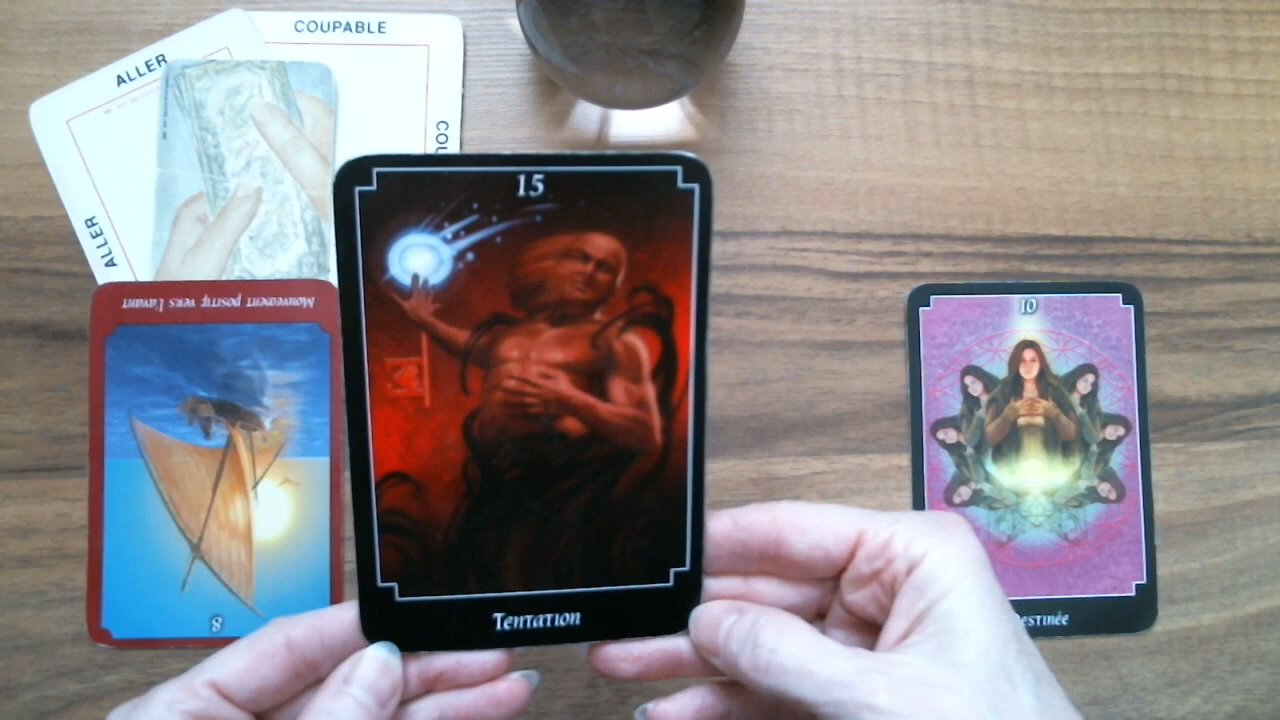 COUPABLE
ALLER
COU
ALLER
15
Mouvement positif vers l'avant
8
Tentation
10
estinée